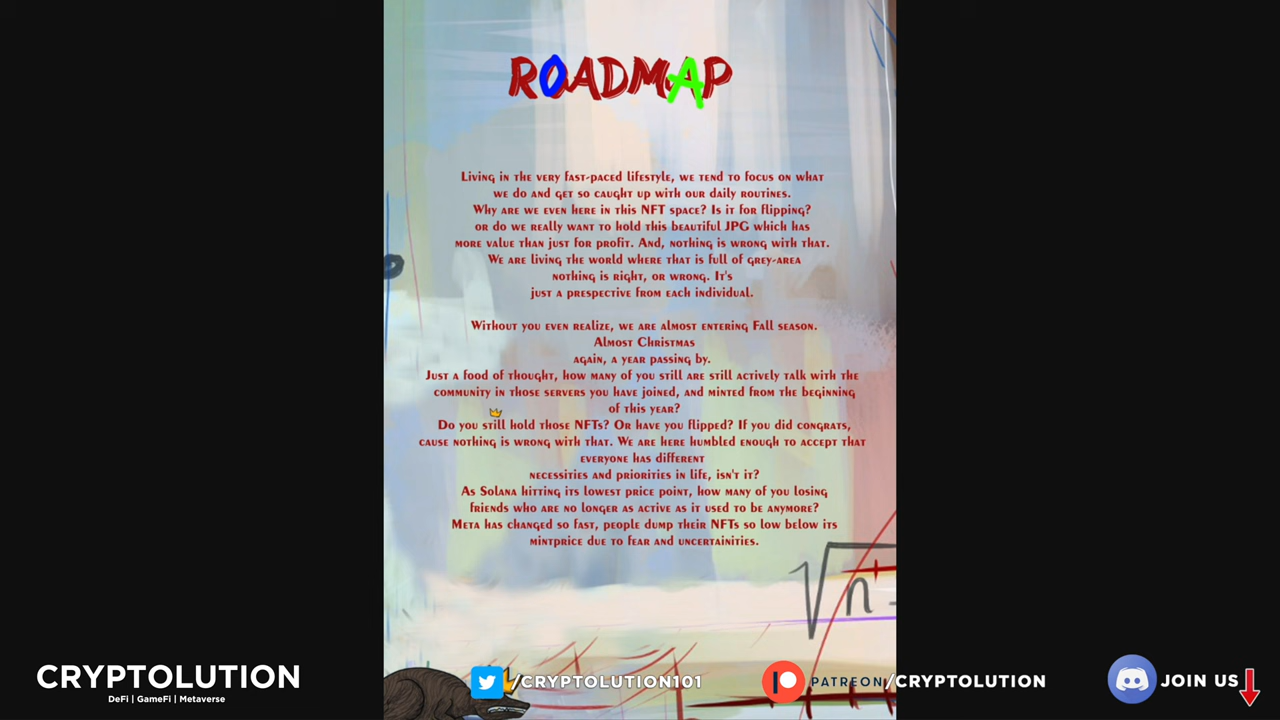 ROADMAP
Living in the very fast-paced lifestyle, we tend to focus on what
we do and get so caught up with our daily routines.
Why are we even here in this NFT space? Is it for flipping?
or do we really want to hold this beautiful JPG which has
more value than just for profit. And, nothing is wrong with that.
We are living the world where that is full of grey-area
nothing is right, or wrong. It's
just a prespective from each individual.
Without you even realize, we are almost entering Fall season.
Almost Christmas
again, a year passing by.
Just a food of thought, how many of you still are still actively talk with the
community in those servers you have joined, and minted from the beginning
of this year?
Do you still hold those NFTs? Or have you flipped? If you did congrats,
cause nothing is wrong with that. We are here humbled enough to accept that
everyone has different
necessities and priorities in life, isn't it?
As Solana hitting its lowest price point, how many of you losing
friends who are no longer as active as it used to be anymore?
Meta has changed so fast, people dump their NFTs so low below its
mintprice due to fear and uncertainities.
√n -
CRYPTOLUTION
DeFi | GameFi | Metaverse
/CRYPTOLUTION101
PATREON/CRYPTOLUTION
JOIN US